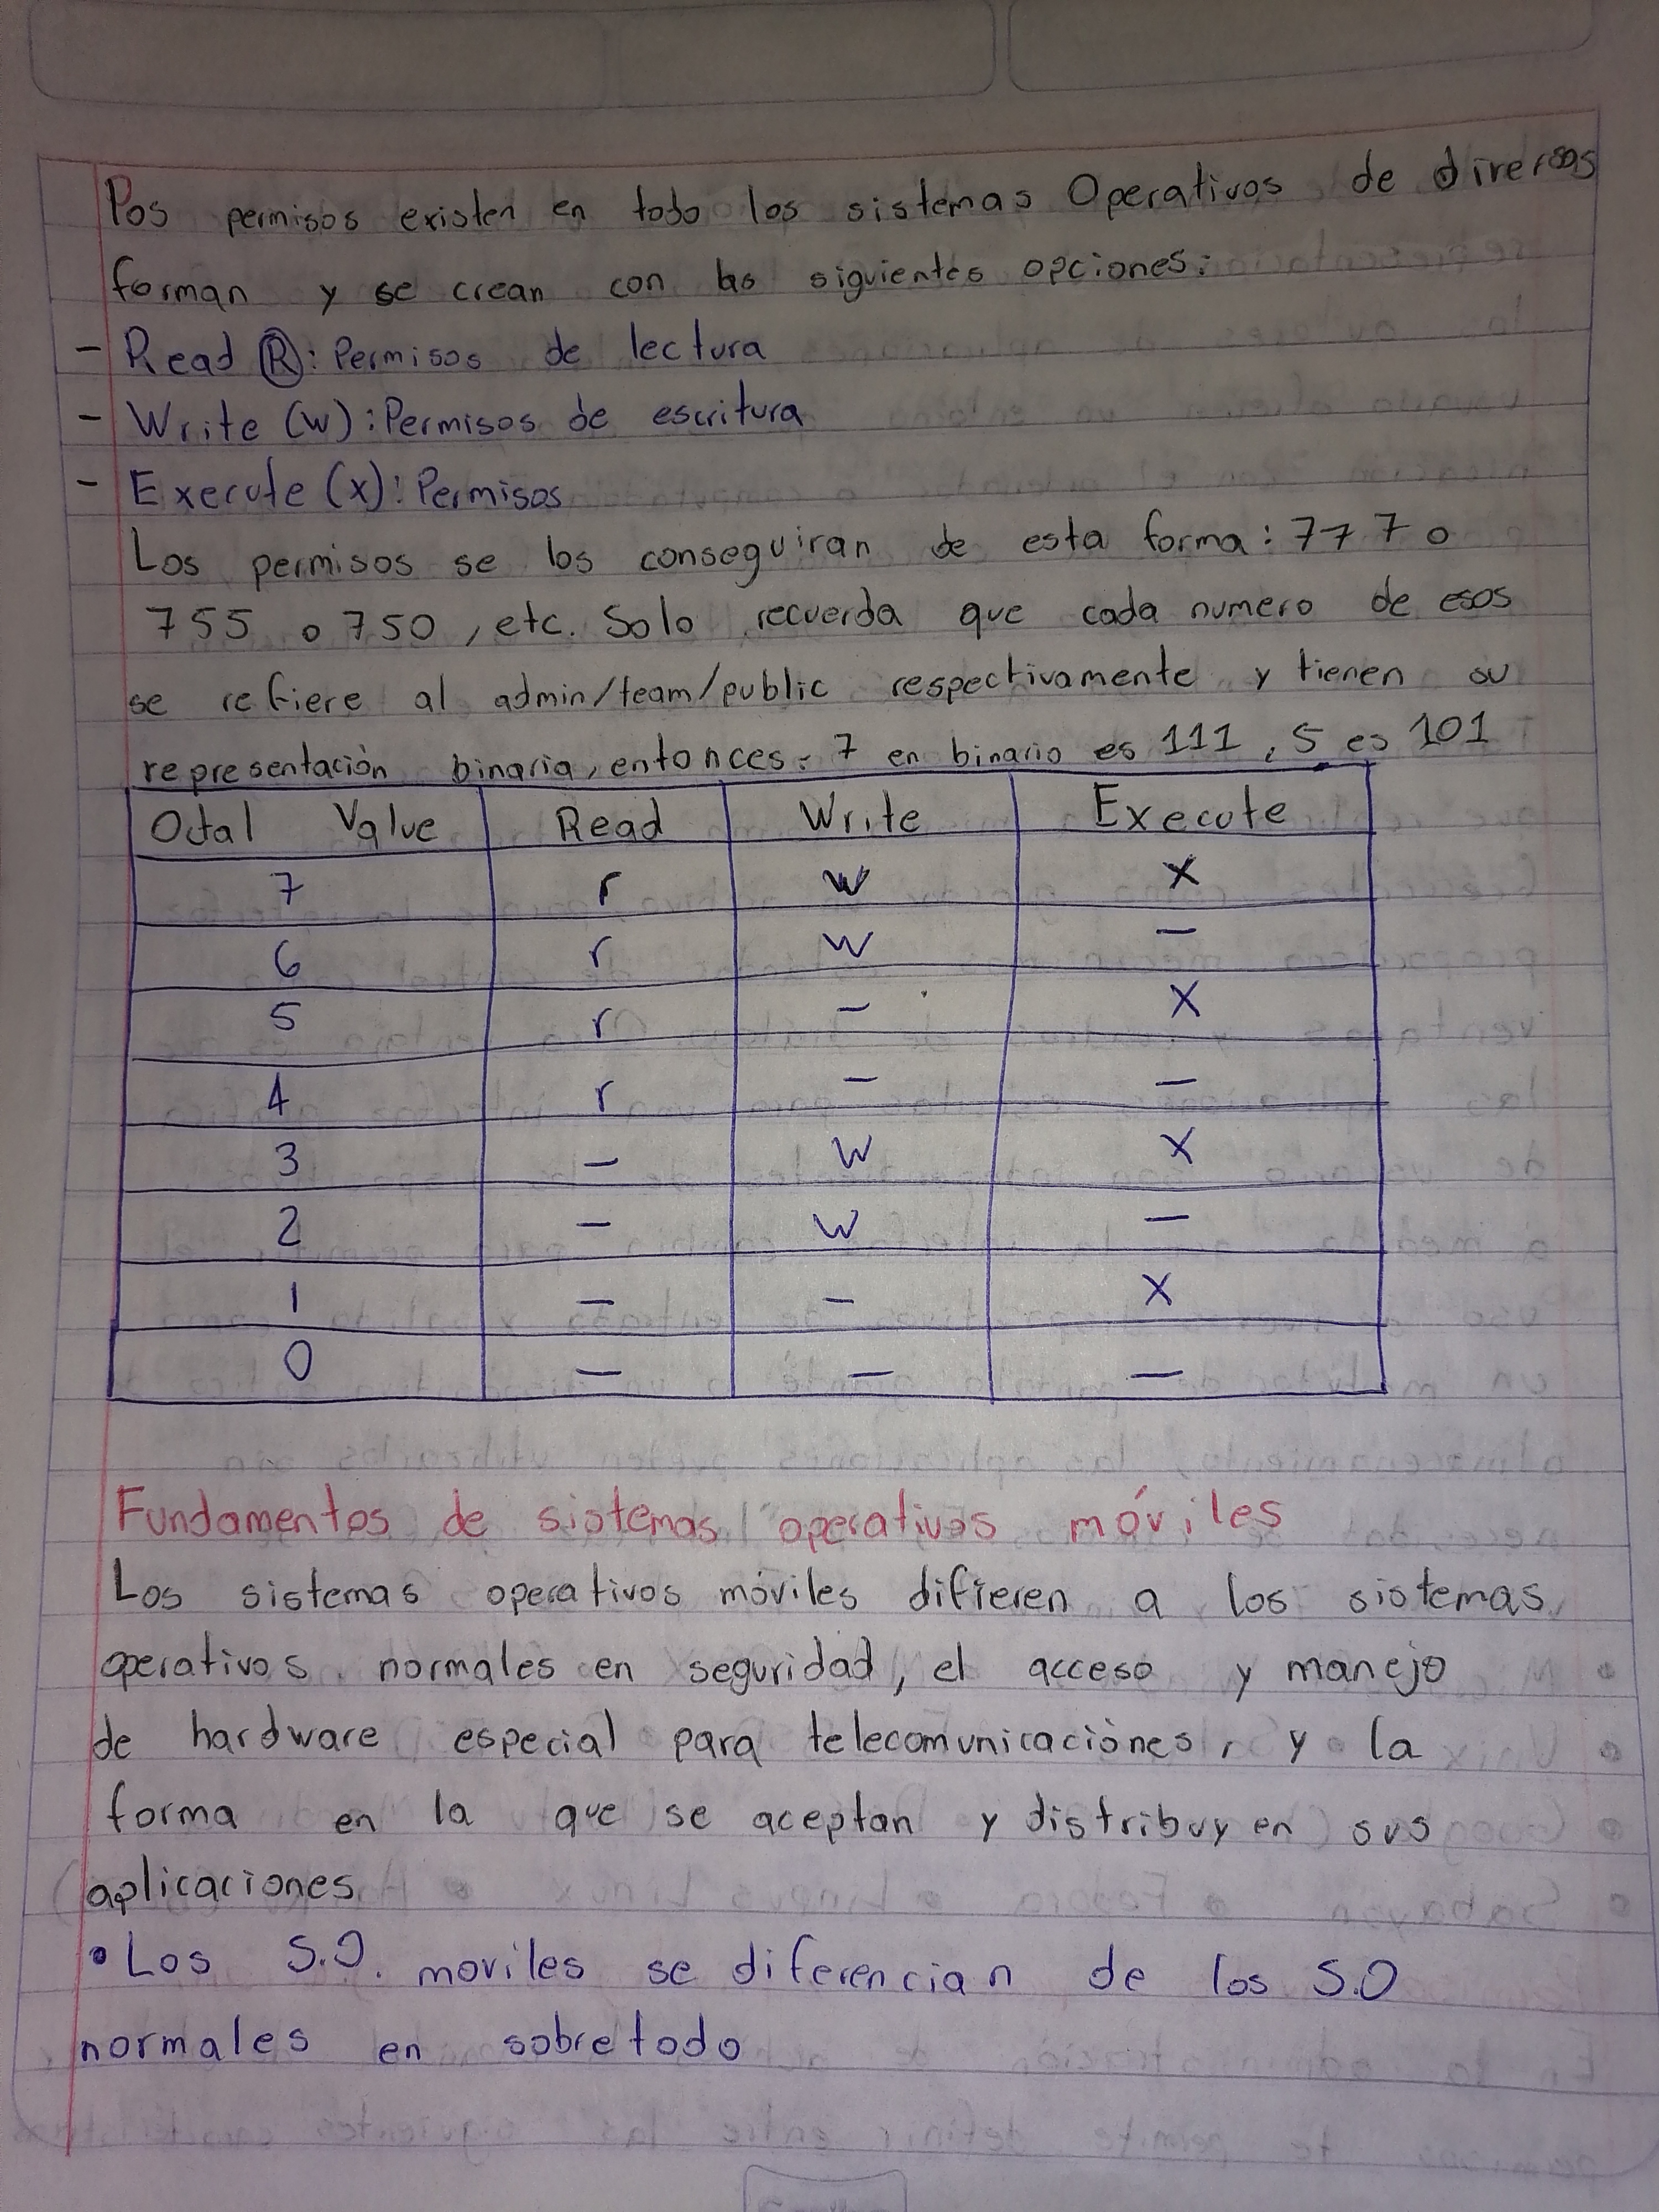 Pos permisos existen en todo los sistemas Operativos de diversas
forman y se crean con las siguientes opciones:
- Read Ⓡ: Permisos de lectura
- Write (w): Permisos de escritura
- Execute (x): Permisos
Los permisos se los conseguiran de esta forma: 777 o
755 o 750, etc. Solo recuerda que cada numero de esos
se refiere al admin/team/public respectivamente y tienen su
representación binaria, entonces: 7 en binario es 111, 5 es 101
Octal Value Read Write Execute
7 r w x
6 r w -
5 r - x
4 r - -
3 - w x
2 - w -
1 - - x
0 - - -
Fundamentos de sistemas operativos móviles
Los sistemas operativos móviles difieren a los sistemas
operativos normales en seguridad, el acceso y manejo
de hardware especial para telecomunicaciónes, y la
forma en la que se aceptan y distribuyen sus
aplicaciones
• Los S.O. moviles se diferencian de los S.O
normales en sobretodo